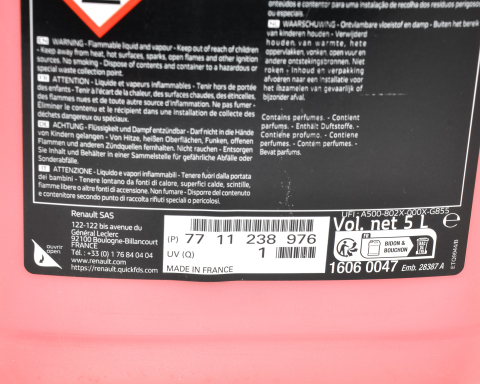 enfants et contentor para uma instalação de recolha dos resíduos perigosos
ou especiais.
NL WAARSCHUWING - Ontvlambare vloeistof en damp - Buiten het bereik
van kinderen houden - Verwijderd
houden van warmte, hete
oppervlakken, vonken, open vuur en
andere ontstekingsbronnen. Niet
roken - Inhoud en verpakking
afvoeren naar een installatie voor
het inzamelen van gevaarlijk of
bijzonder afval.
Contains parfums. - Contient
parfums. - Enthält Duftstoffe. -
Contiene profumo. - Contiene
perfumes. - Contem perfumes. -
Bevat parfums.
EN WARNING - Flammable liquid and vapour - Keep out of reach of children
- Keep away from heat, hot surfaces, sparks, open flames and other ignition
sources. No smoking - Dispose of contents and container to a hazardous or
special waste collection point.
FR ATTENTION - Liquide et vapeurs inflammables - Tenir hors de portée
des enfants - Tenir à l'écart de la chaleur, des surfaces chaudes, des étincelles,
des flammes nues et de toute autre source d'inflammation. Ne pas fumer -
Éliminer le contenu et le récipient dans une installation de collecte des
déchets dangereux ou spéciaux.
DE ACHTUNG - Flüssigkeit und Dampf entzündbar - Darf nicht in die Hände
von Kindern gelangen - Von Hitze, heißen Oberflächen, Funken, offenen
Flammen und anderen Zündquellen fernhalten. Nicht rauchen - Entsorgen
Sie Inhalt und Behälter in einer Sammelstelle für gefährliche Abfälle oder
Sonderabfälle.
IT ATTENZIONE - Liquido e vapori infiammabili - Tenere fuori dalla portata
dei bambini - Tenere lontano da fonti di calore, superfici calde, scintille,
fiamme libere o altre fonti di accensione. Non fumare - Disporre del contenuto
e contenitore secondo punto di raccolta rifiuti speciali o pericolosi.
ouvrir
open
Renault SAS
122-122 bis avenue du
Général Leclerc
92100 Boulogne-Billancourt
FRANCE
Tél. : +33 (0) 1 76 84 04 04
www.renault.com
https://renault.quickfds.com
(P) 77 11 238 976
UV (Q) 1
MADE IN FRANCE
UFI : A500-802X-000X-G855
Vol. net 5 L e
FR BIDON &
BOUCHON
1606 0047 Emb. 28387 A